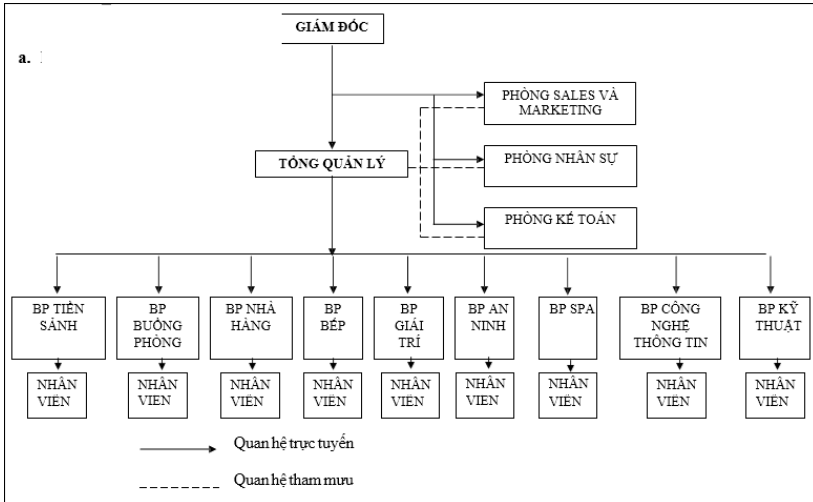 GIÁM ĐỐC
a.
PHÒNG SALES VÀ
MARKETING
TỔNG QUẢN LÝ
PHÒNG NHÂN SỰ
PHÒNG KẾ TOÁN
BP TIỀN
SẢNH
BP
BUỒNG
PHÒNG
BP NHÀ
HÀNG
BP
BẾP
BP
GIẢI
TRÍ
BP AN
NINH
BP SPA
BP CÔNG
NGHỆ
THÔNG TIN
BP KỸ
THUẬT
NHÂN
VIÊN
NHÂN
VIÊN
NHÂN
VIÊN
NHÂN
VIÊN
NHÂN
VIÊN
NHÂN
VIÊN
NHÂN
VIÊN
NHÂN
VIÊN
NHÂN
VIÊN
Quan hệ trực tuyến
Quan hệ tham mưu